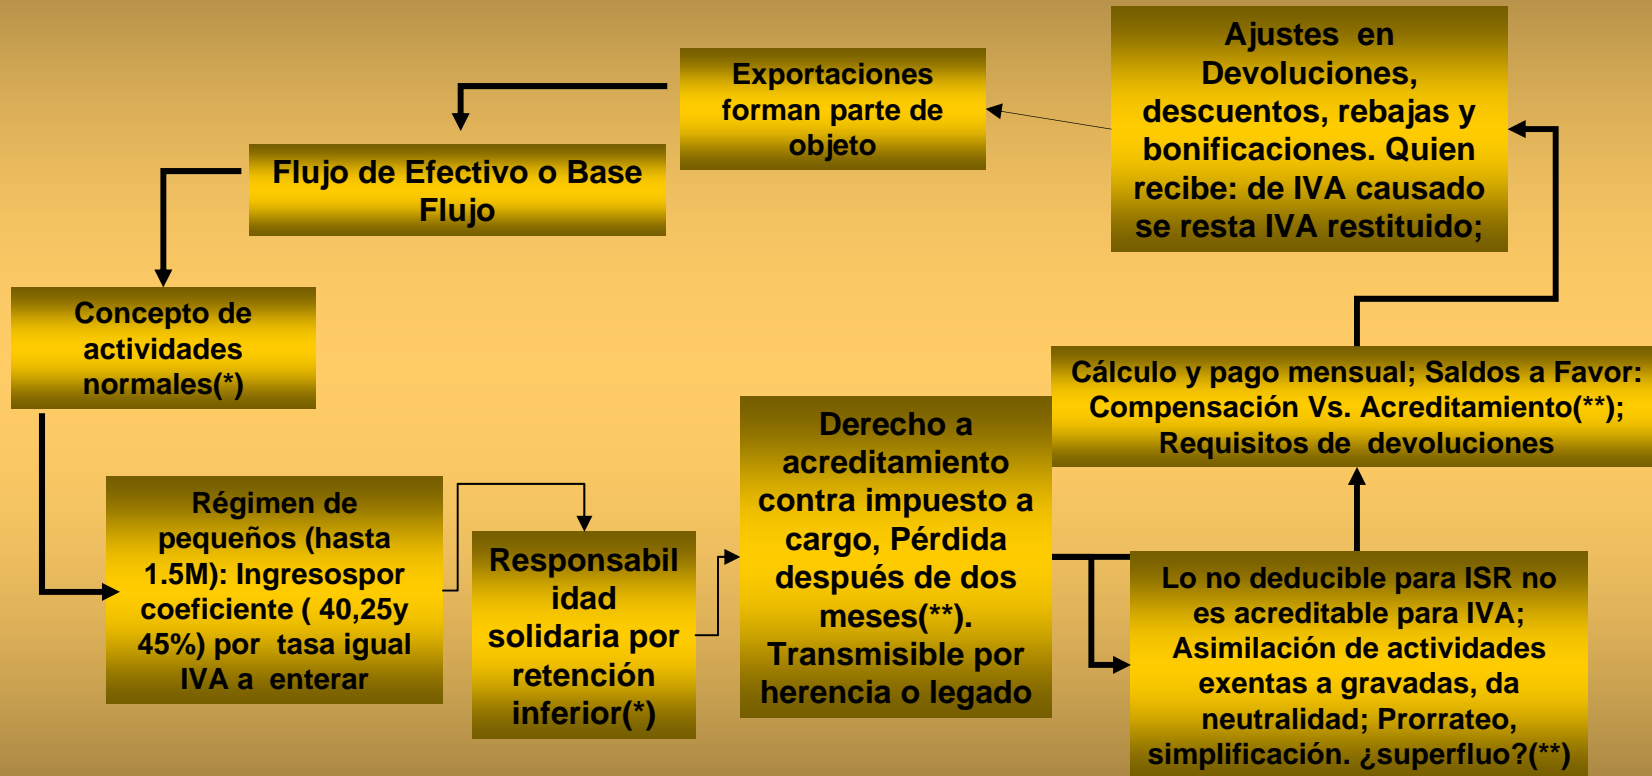 Ajustes en
Devoluciones,
descuentos, rebajas y
bonificaciones. Quien
recibe: de IVA causado
se resta IVA restituido;
Exportaciones
forman parte de
objeto
Flujo de Efectivo o Base
Flujo
Concepto de
actividades
normales(*)
Régimen de
pequeños (hasta
1.5M): Ingresospor
coeficiente ( 40,25y
45%) por tasa igual
IVA a enterar
Responsabil
idad
solidaria por
retención
inferior(*)
Derecho a
acreditamiento
contra impuesto a
cargo, Pérdida
después de dos
meses(**).
Transmisible por
herencia o legado
Lo no deducible para ISR no
es acreditable para IVA;
Asimilación de actividades
exentas a gravadas, da
neutralidad; Prorrateo,
simplificación. ¿superfluo?(**)
Cálculo y pago mensual; Saldos a Favor:
Compensación Vs. Acreditamiento(**);
Requisitos de devoluciones